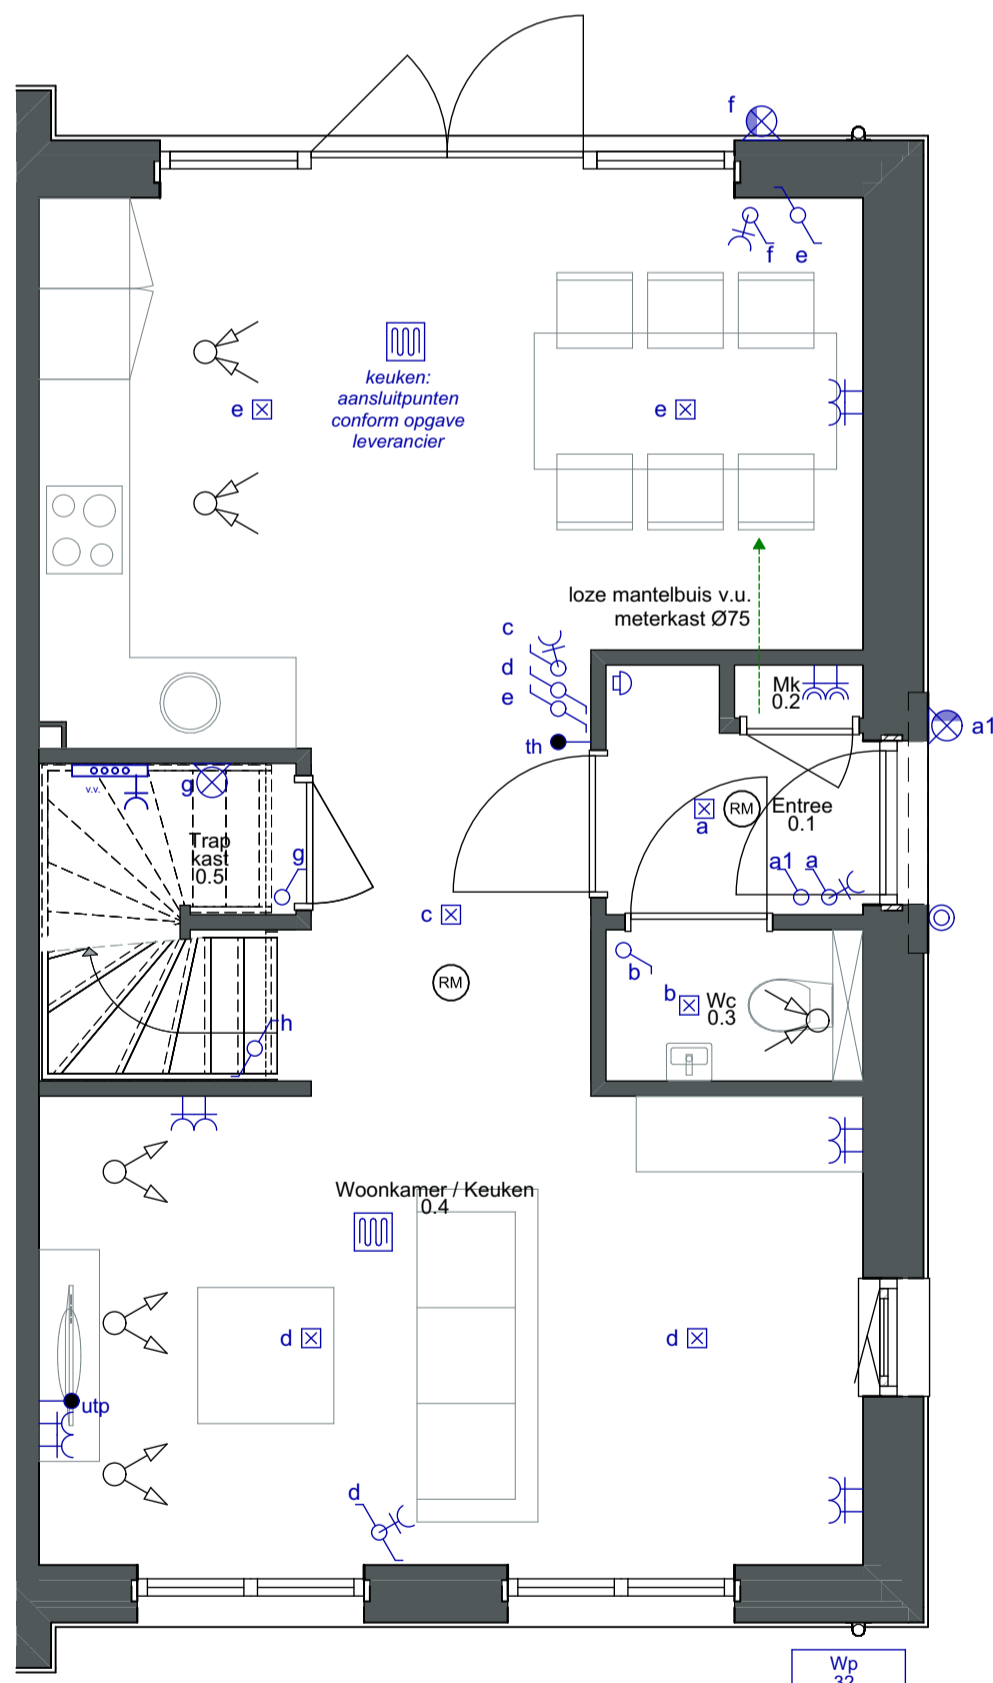 f
f
e
keuken:
aansluitpunten
conform opgave
leverancier
e
e
loze mantelbuis v.u.
meterkast Ø75
c
d
e
th
Mk
0.2
a1
g
v.v.
Trap
kast
0.5
g
a
RM
Entree
0.1
a1
a
c
RM
b
b
Wc
0.3
h
Woonkamer / Keuken
0.4
d
d
utp
d
Wp
32